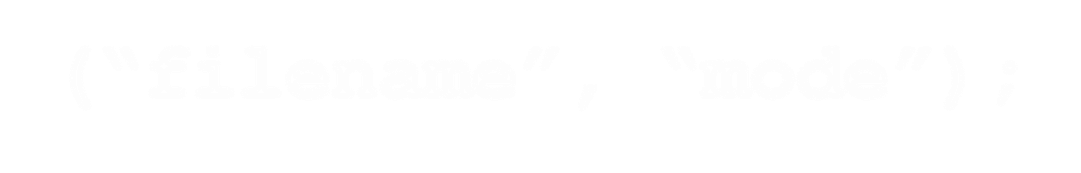 (“filename”, “mode”);